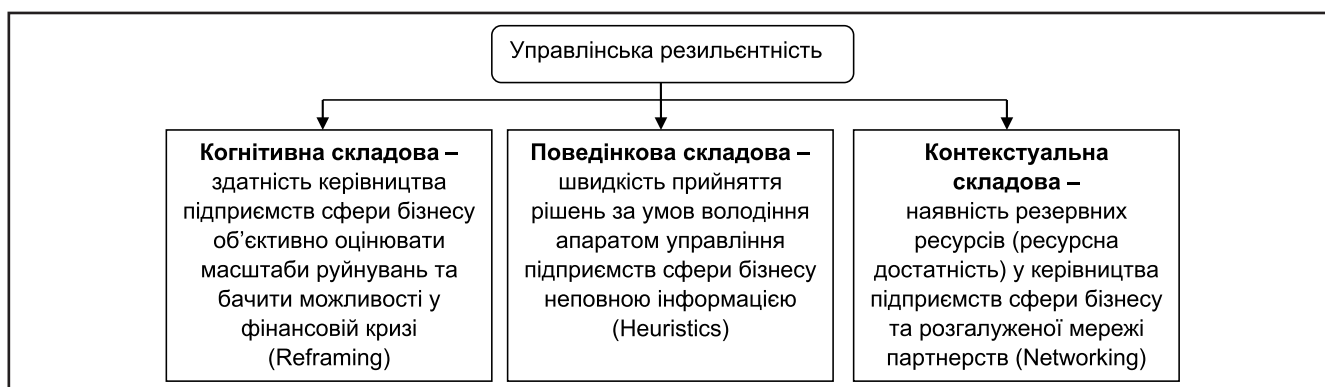 Управлінська резильєнтність
Когнітивна складова –
здатність керівництва
підприємств сфери бізнесу
об’єктивно оцінювати
масштаби руйнувань та
бачити можливості у
фінансовій кризі
(Reframing)
Поведінкова складова –
швидкість прийняття
рішень за умов володіння
апаратом управління
підприємств сфери бізнесу
неповною інформацією
(Heuristics)
Контекстуальна
складова –
наявність резервних
ресурсів (ресурсна
достатність) у керівництва
підприємств сфери бізнесу
та розгалуженої мережі
партнерств (Networking)